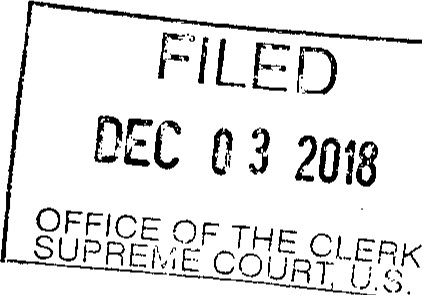 FILED
DEC 03 2018
OFFICE OF THE CLERK
SUPREME COURT, U.S.